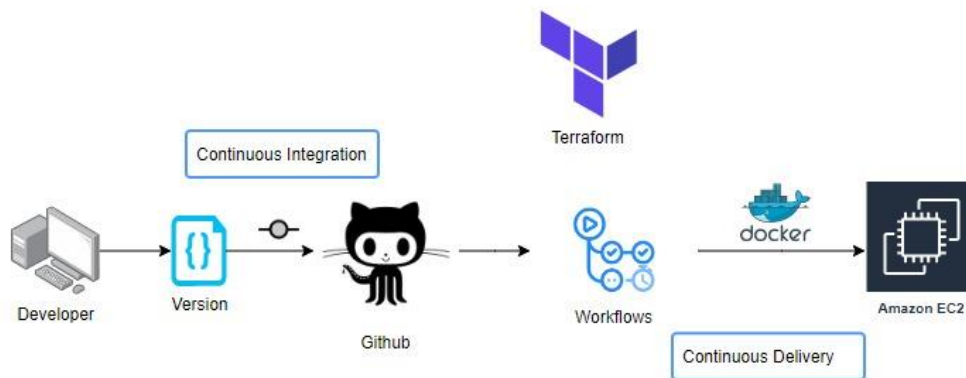 Terraform
Continuous Integration
docker
Developer
Version
Github
Workflows
Amazon EC2
Continuous Delivery